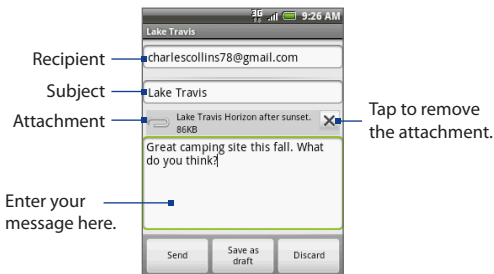 3G 9:26 AM
Lake Travis
Recipient
charlescollins78@gmail.com
Subject
Lake Travis
Attachment
Lake Travis Horizon after sunset.
86KB
Tap to remove
the attachment.
Great camping site this fall. What
do you think?
Enter your
message here.
Send
Save as
draft
Discard